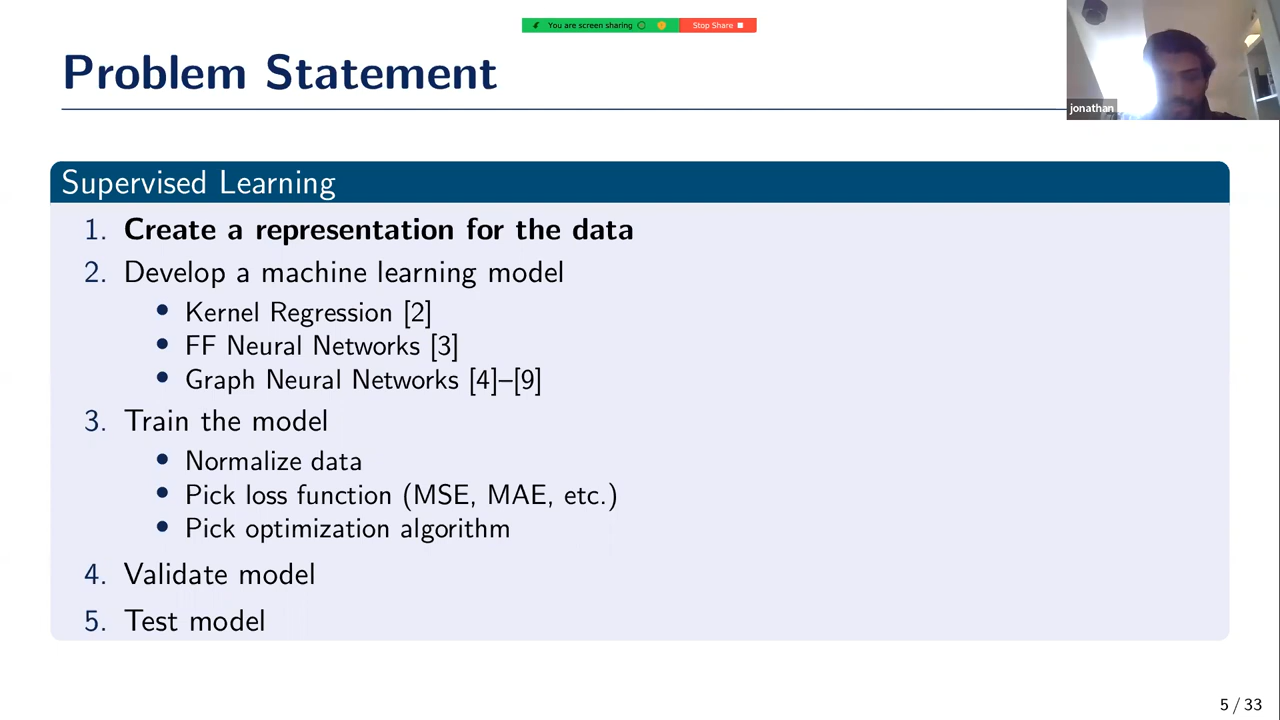 You are screen sharing
Stop Share
Problem Statement
jonathan
Supervised Learning
1. Create a representation for the data
2. Develop a machine learning model
• Kernel Regression [2]
• FF Neural Networks [3]
• Graph Neural Networks [4]–[9]
3. Train the model
• Normalize data
• Pick loss function (MSE, MAE, etc.)
• Pick optimization algorithm
4. Validate model
5. Test model
5 / 33